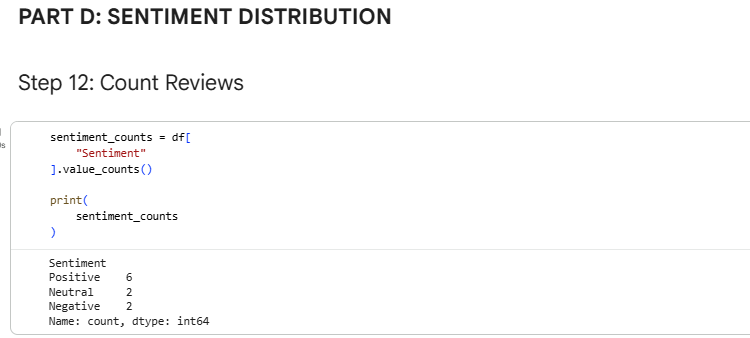 PART D: SENTIMENT DISTRIBUTION
Step 12: Count Reviews
sentiment_counts = df[
    "Sentiment"
].value_counts()
print(
    sentiment_counts
)
Sentiment
Positive    6
Neutral     2
Negative    2
Name: count, dtype: int64